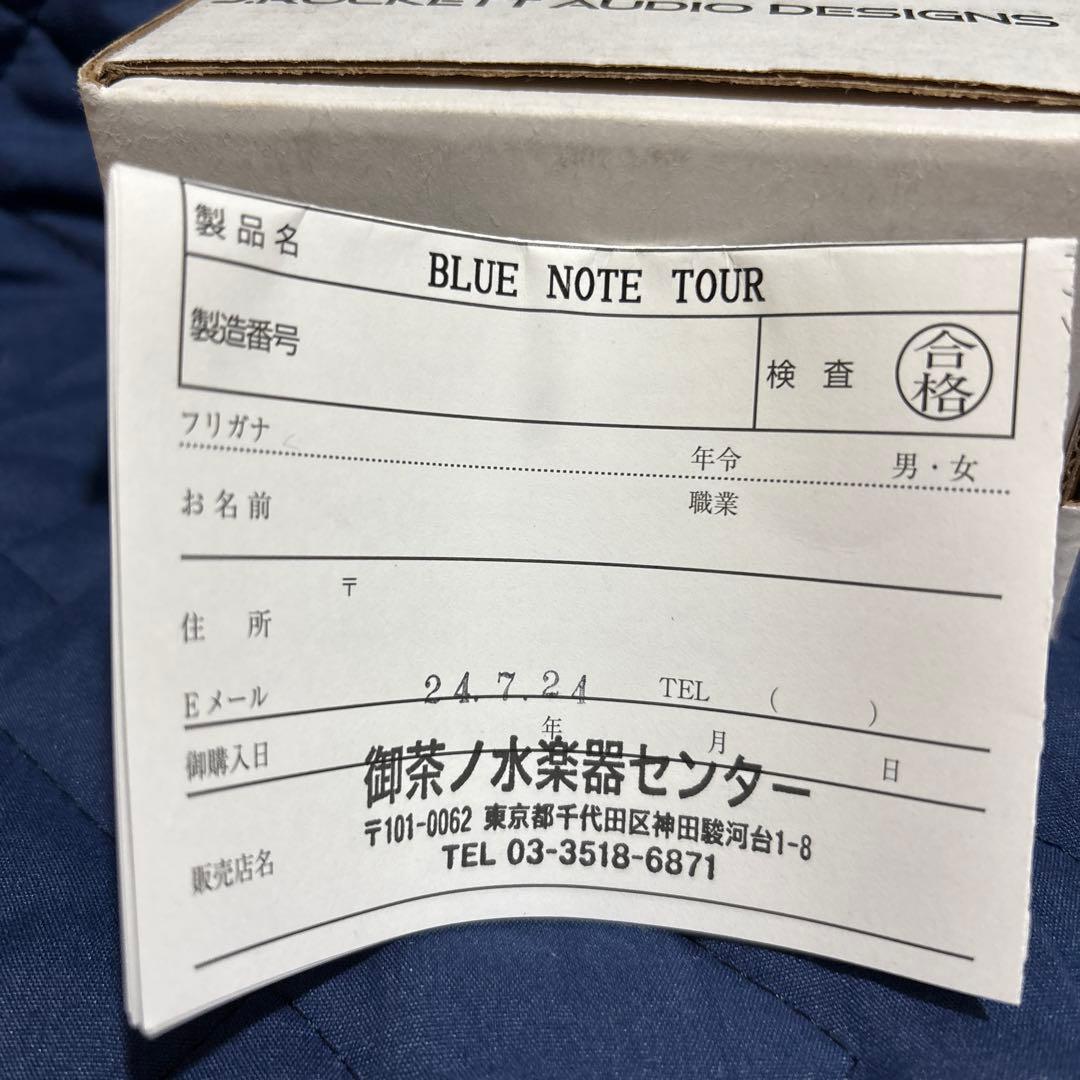 J.ROCKETT AUDIO DESIGNS
製品名 BLUE NOTE TOUR
製造番号 検査 合格
フリガナ 年令 男・女
お名前 職業
〒
住所
Eメール 24.7.24 TEL ( )
御購入日 年 月 日
御茶ノ水楽器センター
〒101-0062 東京都千代田区神田駿河台1-8
販売店名 TEL 03-3518-6871